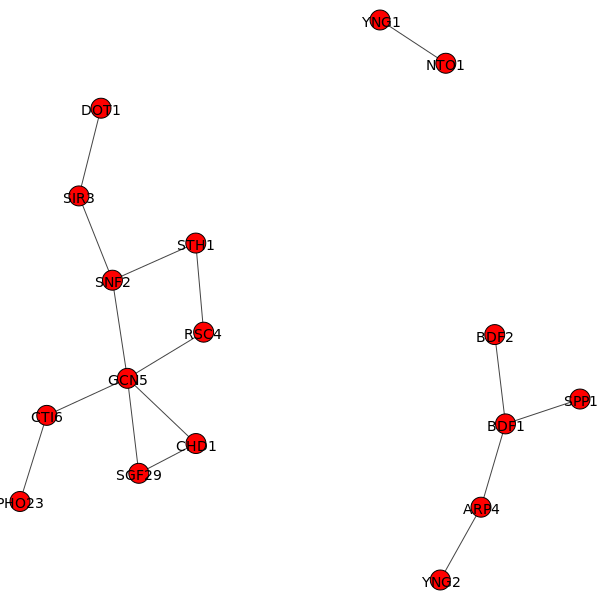 YNG1
NTO1
DOT1
SIR3
STH1
SNF2
RSC4
BDF2
GCN5
SPP1
CTI6
BDF1
CHD1
SGF29
PHO23
ARP4
YNG2